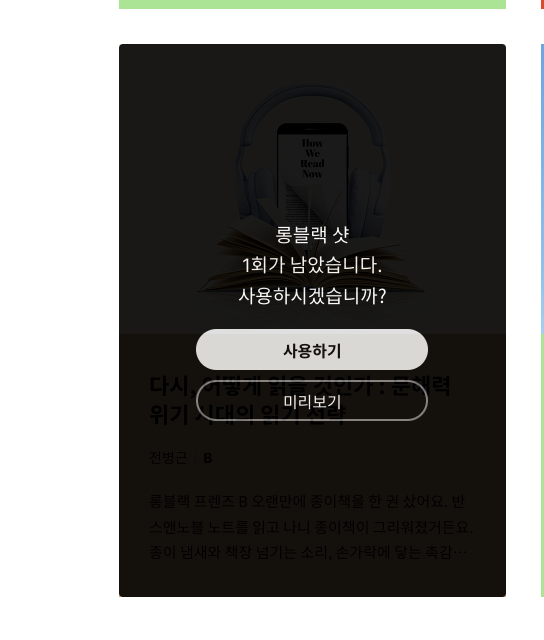 How
We
Read
Now
롱블랙 샷
1회가 남았습니다.
사용하시겠습니까?
사용하기
미리보기
다시, 어떻게 읽을 것인가 : 문해력
위기 시대의 읽기 전략
전병근 B
롱블랙 프렌즈 B 오랜만에 종이책을 한 권 샀어요. 반
스앤노블 노트를 읽고 나니 종이책이 그리워졌거든요.
종이 냄새와 책장 넘기는 소리, 손가락에 닿는 촉감…